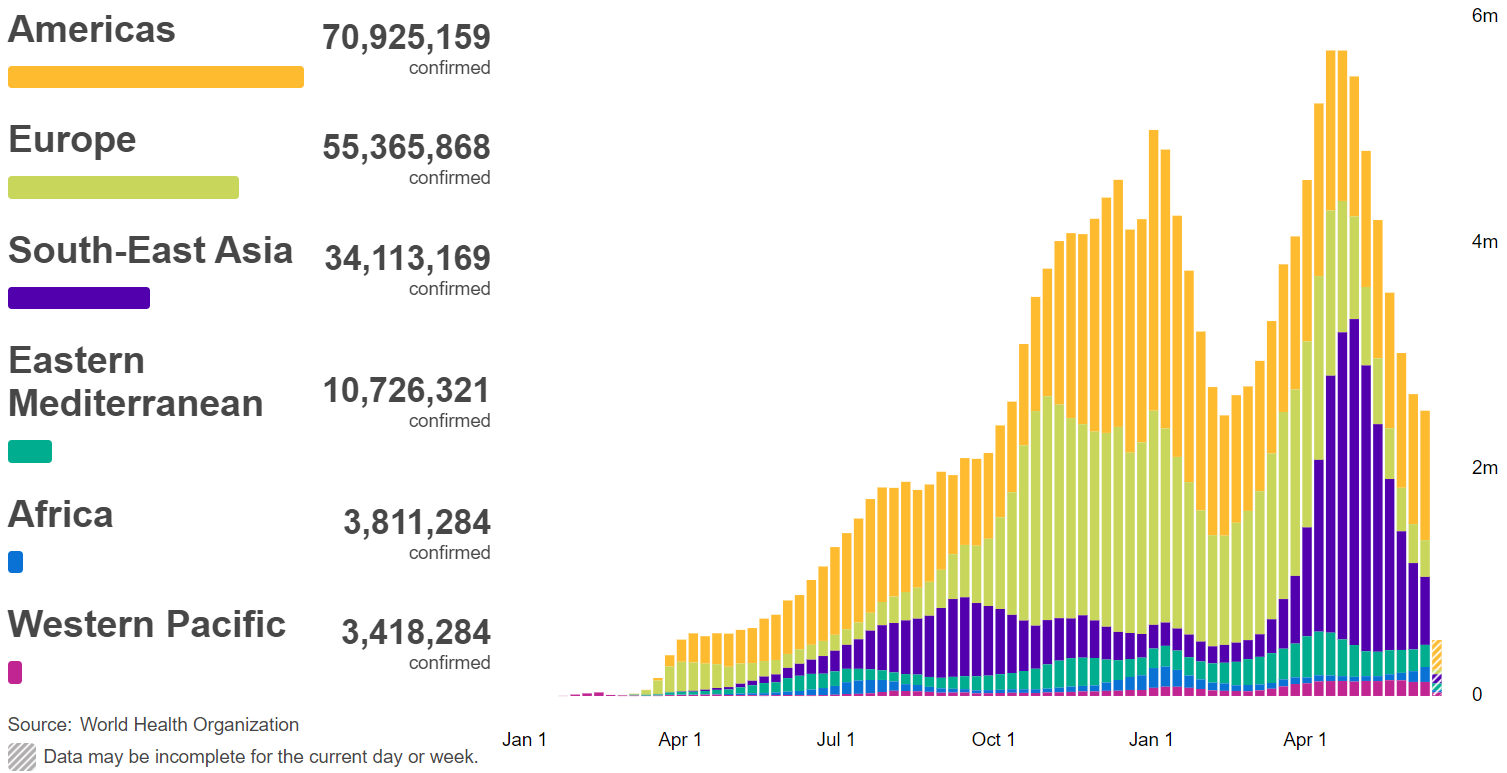 Americas
70,925,159
confirmed
Europe
55,365,868
confirmed
South-East Asia
34,113,169
confirmed
Eastern
Mediterranean
10,726,321
confirmed
Africa
3,811,284
confirmed
Western Pacific
3,418,284
confirmed
Source: World Health Organization
Data may be incomplete for the current day or week.
6m
4m
2m
0
Jan 1
Apr 1
Jul 1
Oct 1
Jan 1
Apr 1